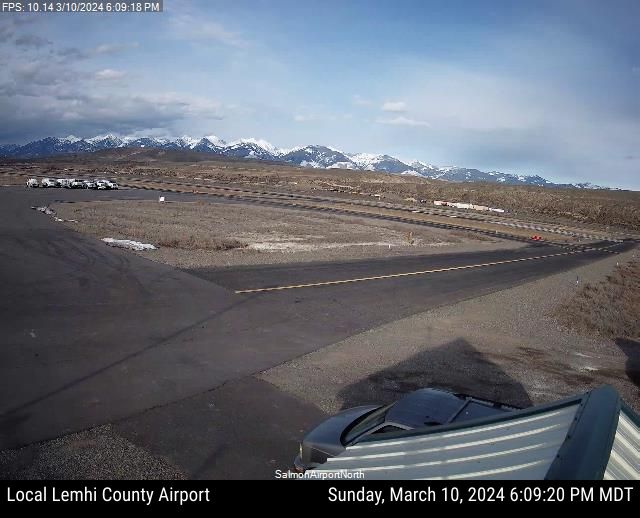 FPS: 10.14 3/10/2024 6:09:18 PM
SalmonAirportNorth
Local Lemhi County Airport Sunday, March 10, 2024 6:09:20 PM MDT